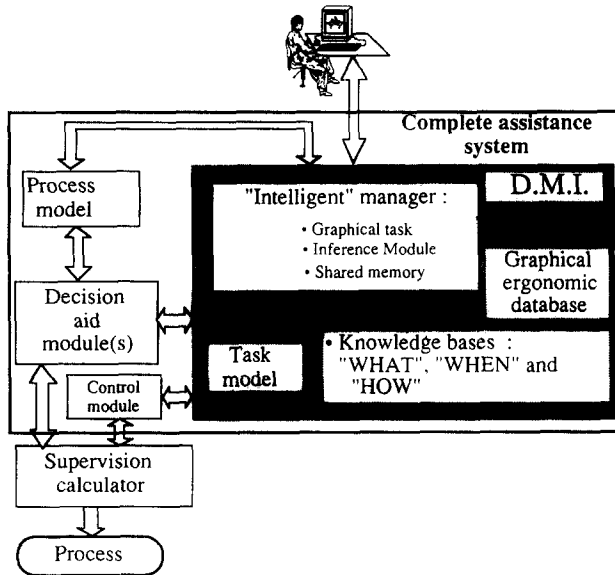 Complete assistance
system
Process
model
"Intelligent" manager :
• Graphical task
• Inference Module
• Shared memory
D.M.I.
Graphical
ergonomic
database
Decision
aid
module(s)
Task
model
• Knowledge bases :
"WHAT", "WHEN" and
"HOW"
Control
module
Supervision
calculator
Process